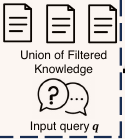 Union of Filtered
Knowledge
?
Input query q